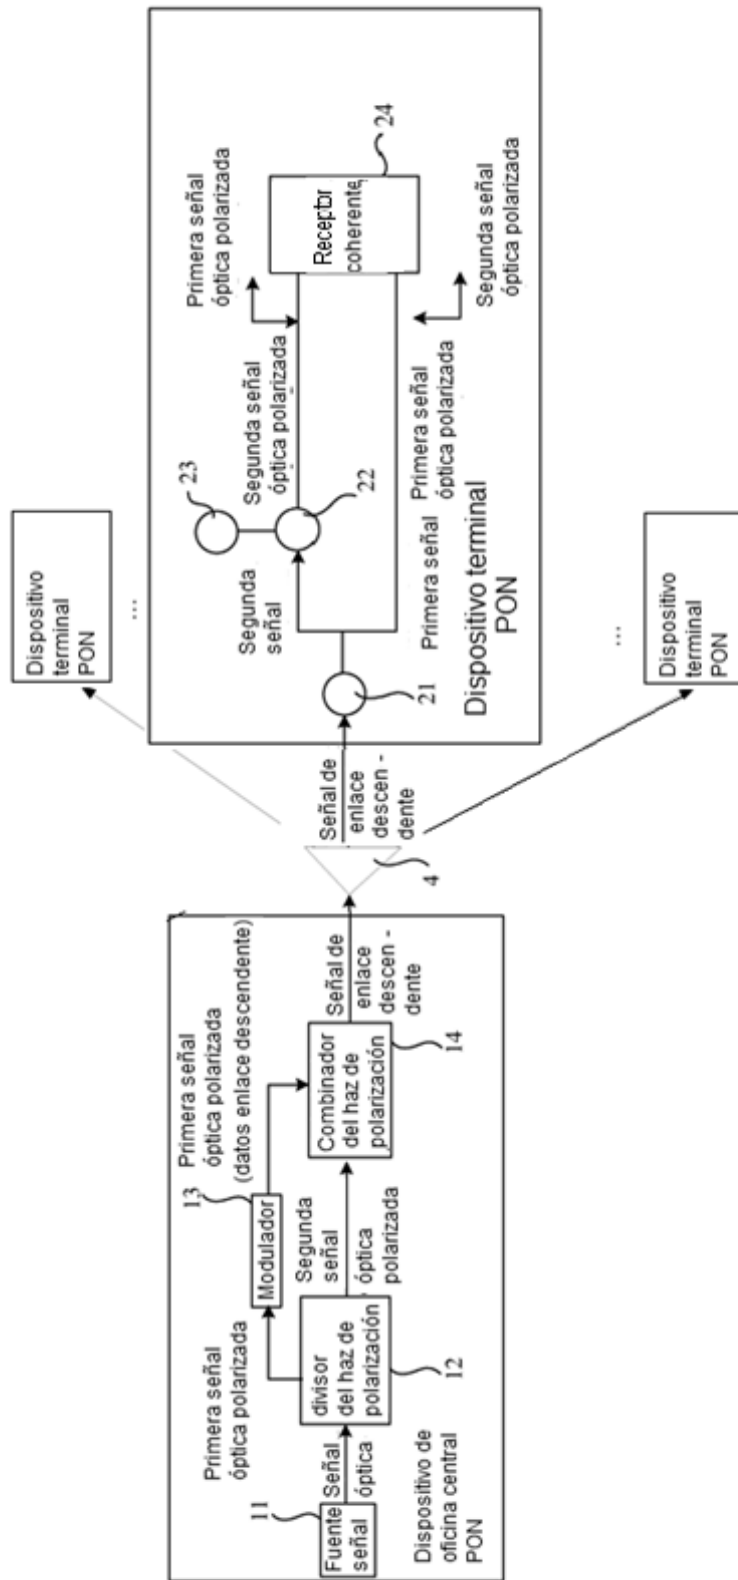 11
Fuente
señal
Señal
óptica
Primera señal
óptica polarizada
divisor
del haz de
polarización
12
13
Modulador
Primera señal
óptica polarizada
(datos enlace descendente)
Segunda
señal
óptica
polarizada
Combinador
del haz de
polarización
14
Dispositivo de
oficina central
PON
Señal de
enlace
descen -
dente
4
Señal de
enlace
descen -
dente
Dispositivo
terminal
PON
...
21
Segunda
señal
22
23
Segunda señal
óptica polarizada
Primera señal
óptica polarizada
Receptor
coherente
24
Primera señal
Primera señal
óptica polarizada
Segunda señal
óptica polarizada
Dispositivo terminal
PON
...
Dispositivo
terminal
PON